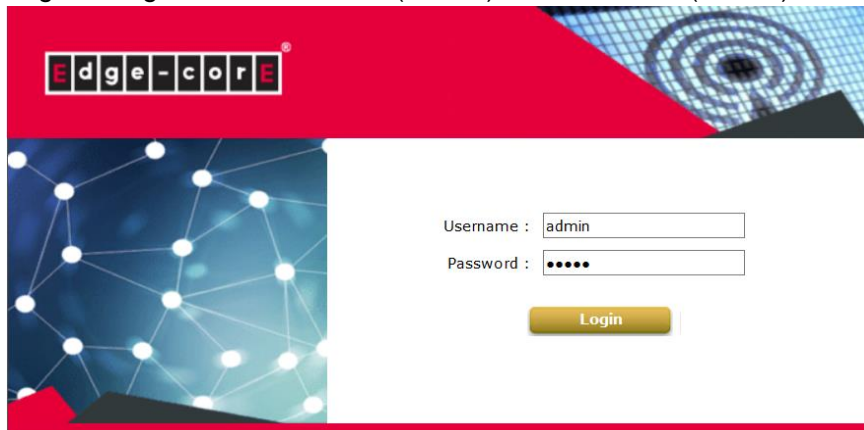 Edge-corE®
Username : admin
Password : •••••
Login